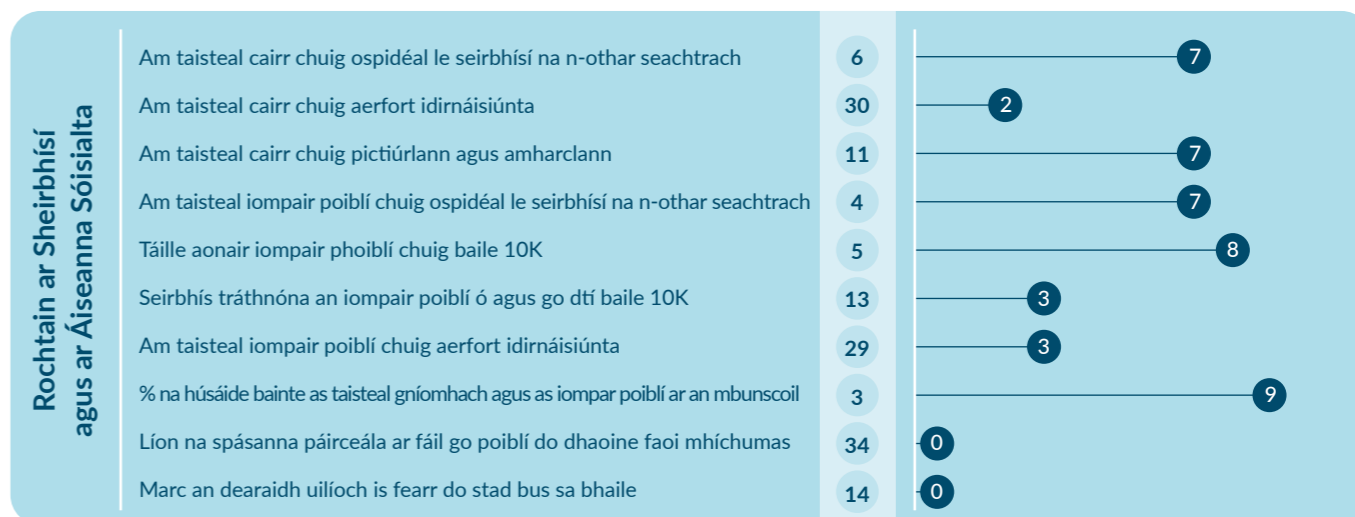 Rochtain ar Sheirbhísí
agus ar Áiseanna Sóisialta
Am taisteal cairr chuig ospidéal le seirbhísí na n-othar seachtrach 6 7
Am taisteal cairr chuig aerfort idirnáisiúnta 30 2
Am taisteal cairr chuig pictiúrlann agus amharclann 11 7
Am taisteal iompair poiblí chuig ospidéal le seirbhísí na n-othar seachtrach 4 7
Táille aonair iompair phoiblí chuig baile 10K 5 8
Seirbhís tráthnóna an iompair poiblí ó agus go dtí baile 10K 13 3
Am taisteal iompair poiblí chuig aerfort idirnáisiúnta 29 3
% na húsáide bainte as taisteal gníomhach agus as iompar poiblí ar an mbunscoil 3 9
Líon na spásanna páirceála ar fáil go poiblí do dhaoine faoi mhíchumas 34 0
Marc an dearaidh uilíoch is fearr do stad bus sa bhaile 14 0